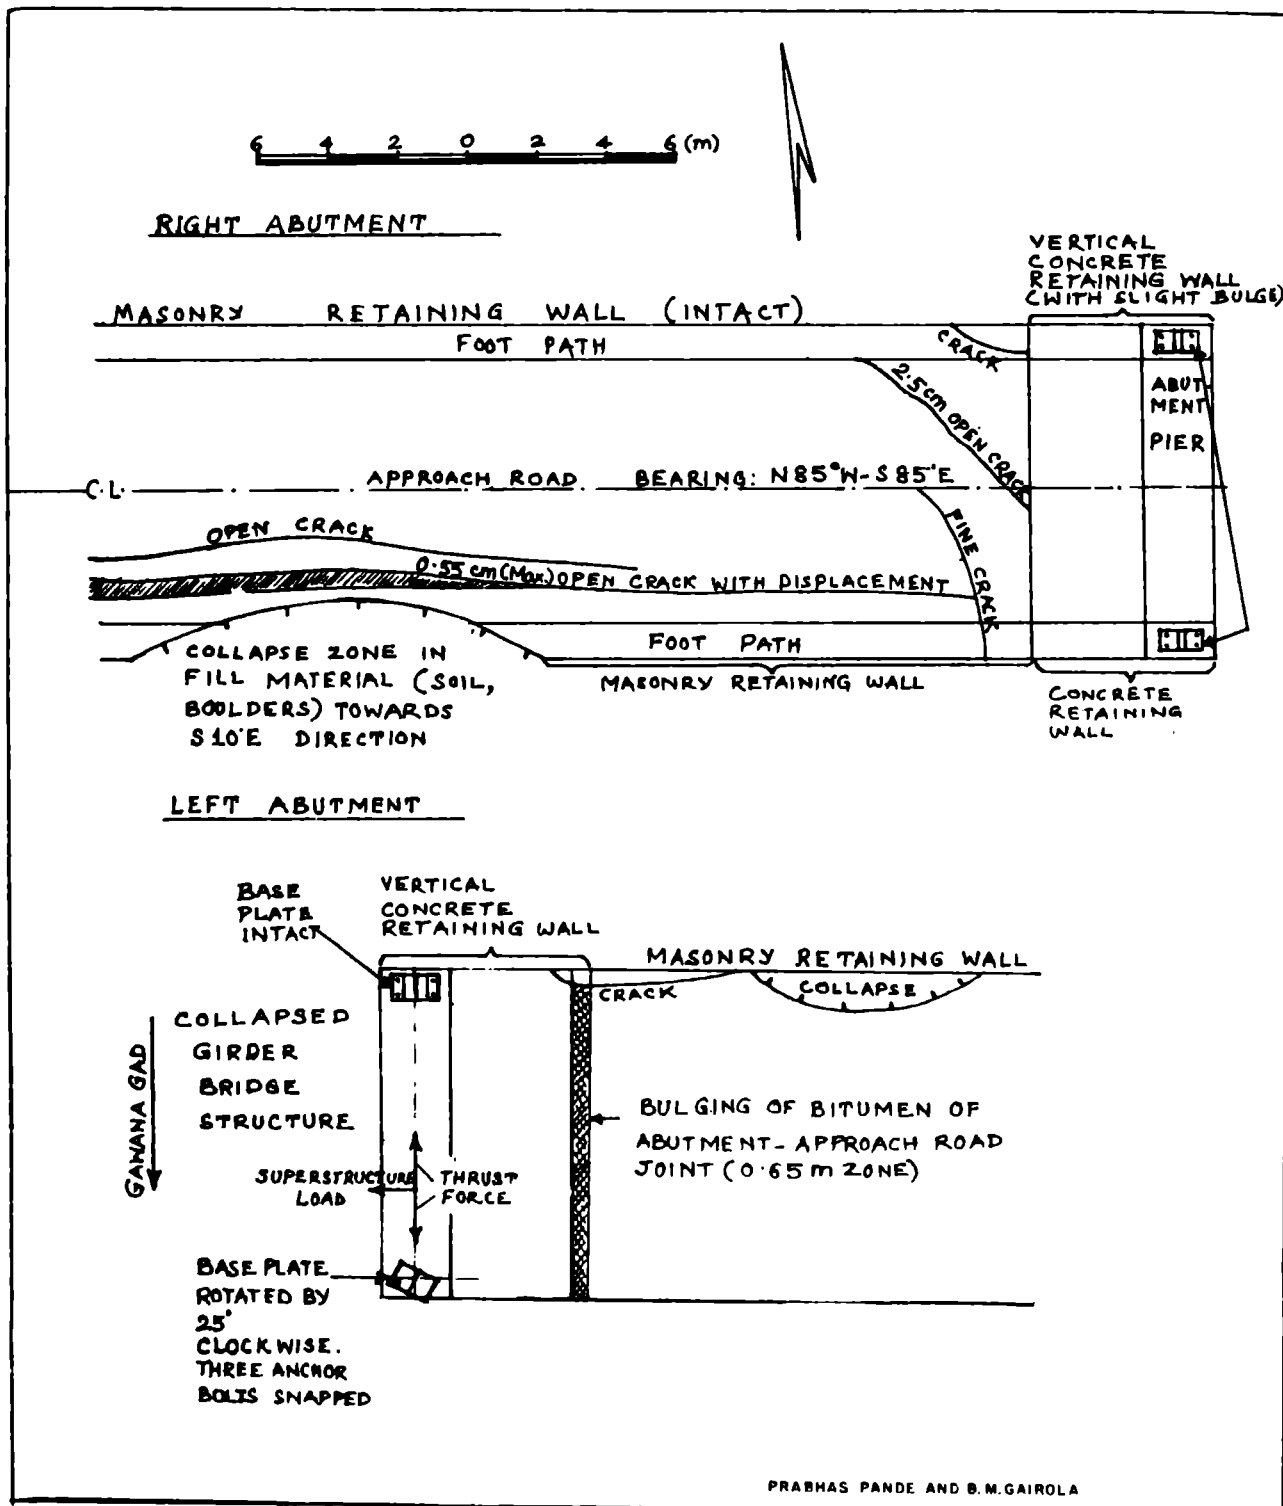 6 4 2 0 2 4 6 (m)
RIGHT ABUTMENT
VERTICAL
CONCRETE
RETAINING WALL
(WITH SLIGHT BULGE)
MASONRY RETAINING WALL (INTACT)
FOOT PATH
CRACK
2.5cm OPEN CRACK
ABUT-
MENT
PIER
C.L. APPROACH ROAD BEARING: N85°W-S85°E
OPEN CRACK
FINE CRACK
0.55 cm (Max.) OPEN CRACK WITH DISPLACEMENT
FOOT PATH
COLLAPSE ZONE IN
FILL MATERIAL (SOIL,
BOOLDERS) TOWARDS
S10°E DIRECTION
MASONRY RETAINING WALL
CONCRETE
RETAINING
WALL
LEFT ABUTMENT
BASE
PLATE
INTACT
VERTICAL
CONCRETE
RETAINING WALL
MASONRY RETAINING WALL
CRACK
COLLAPSE
COLLAPSED
GIRDER
BRIDGE
STRUCTURE
GAWANA GAD
BULGING OF BITUMEN OF
ABUTMENT-APPROACH ROAD
JOINT (0.65m ZONE)
SUPERSTRUCTURE
LOAD
THRUST
FORCE
BASE PLATE
ROTATED BY
25°
CLOCKWISE.
THREE ANCHOR
BOLTS SNAPPED
PRABHAS PANDE AND B.M.GAIROLA